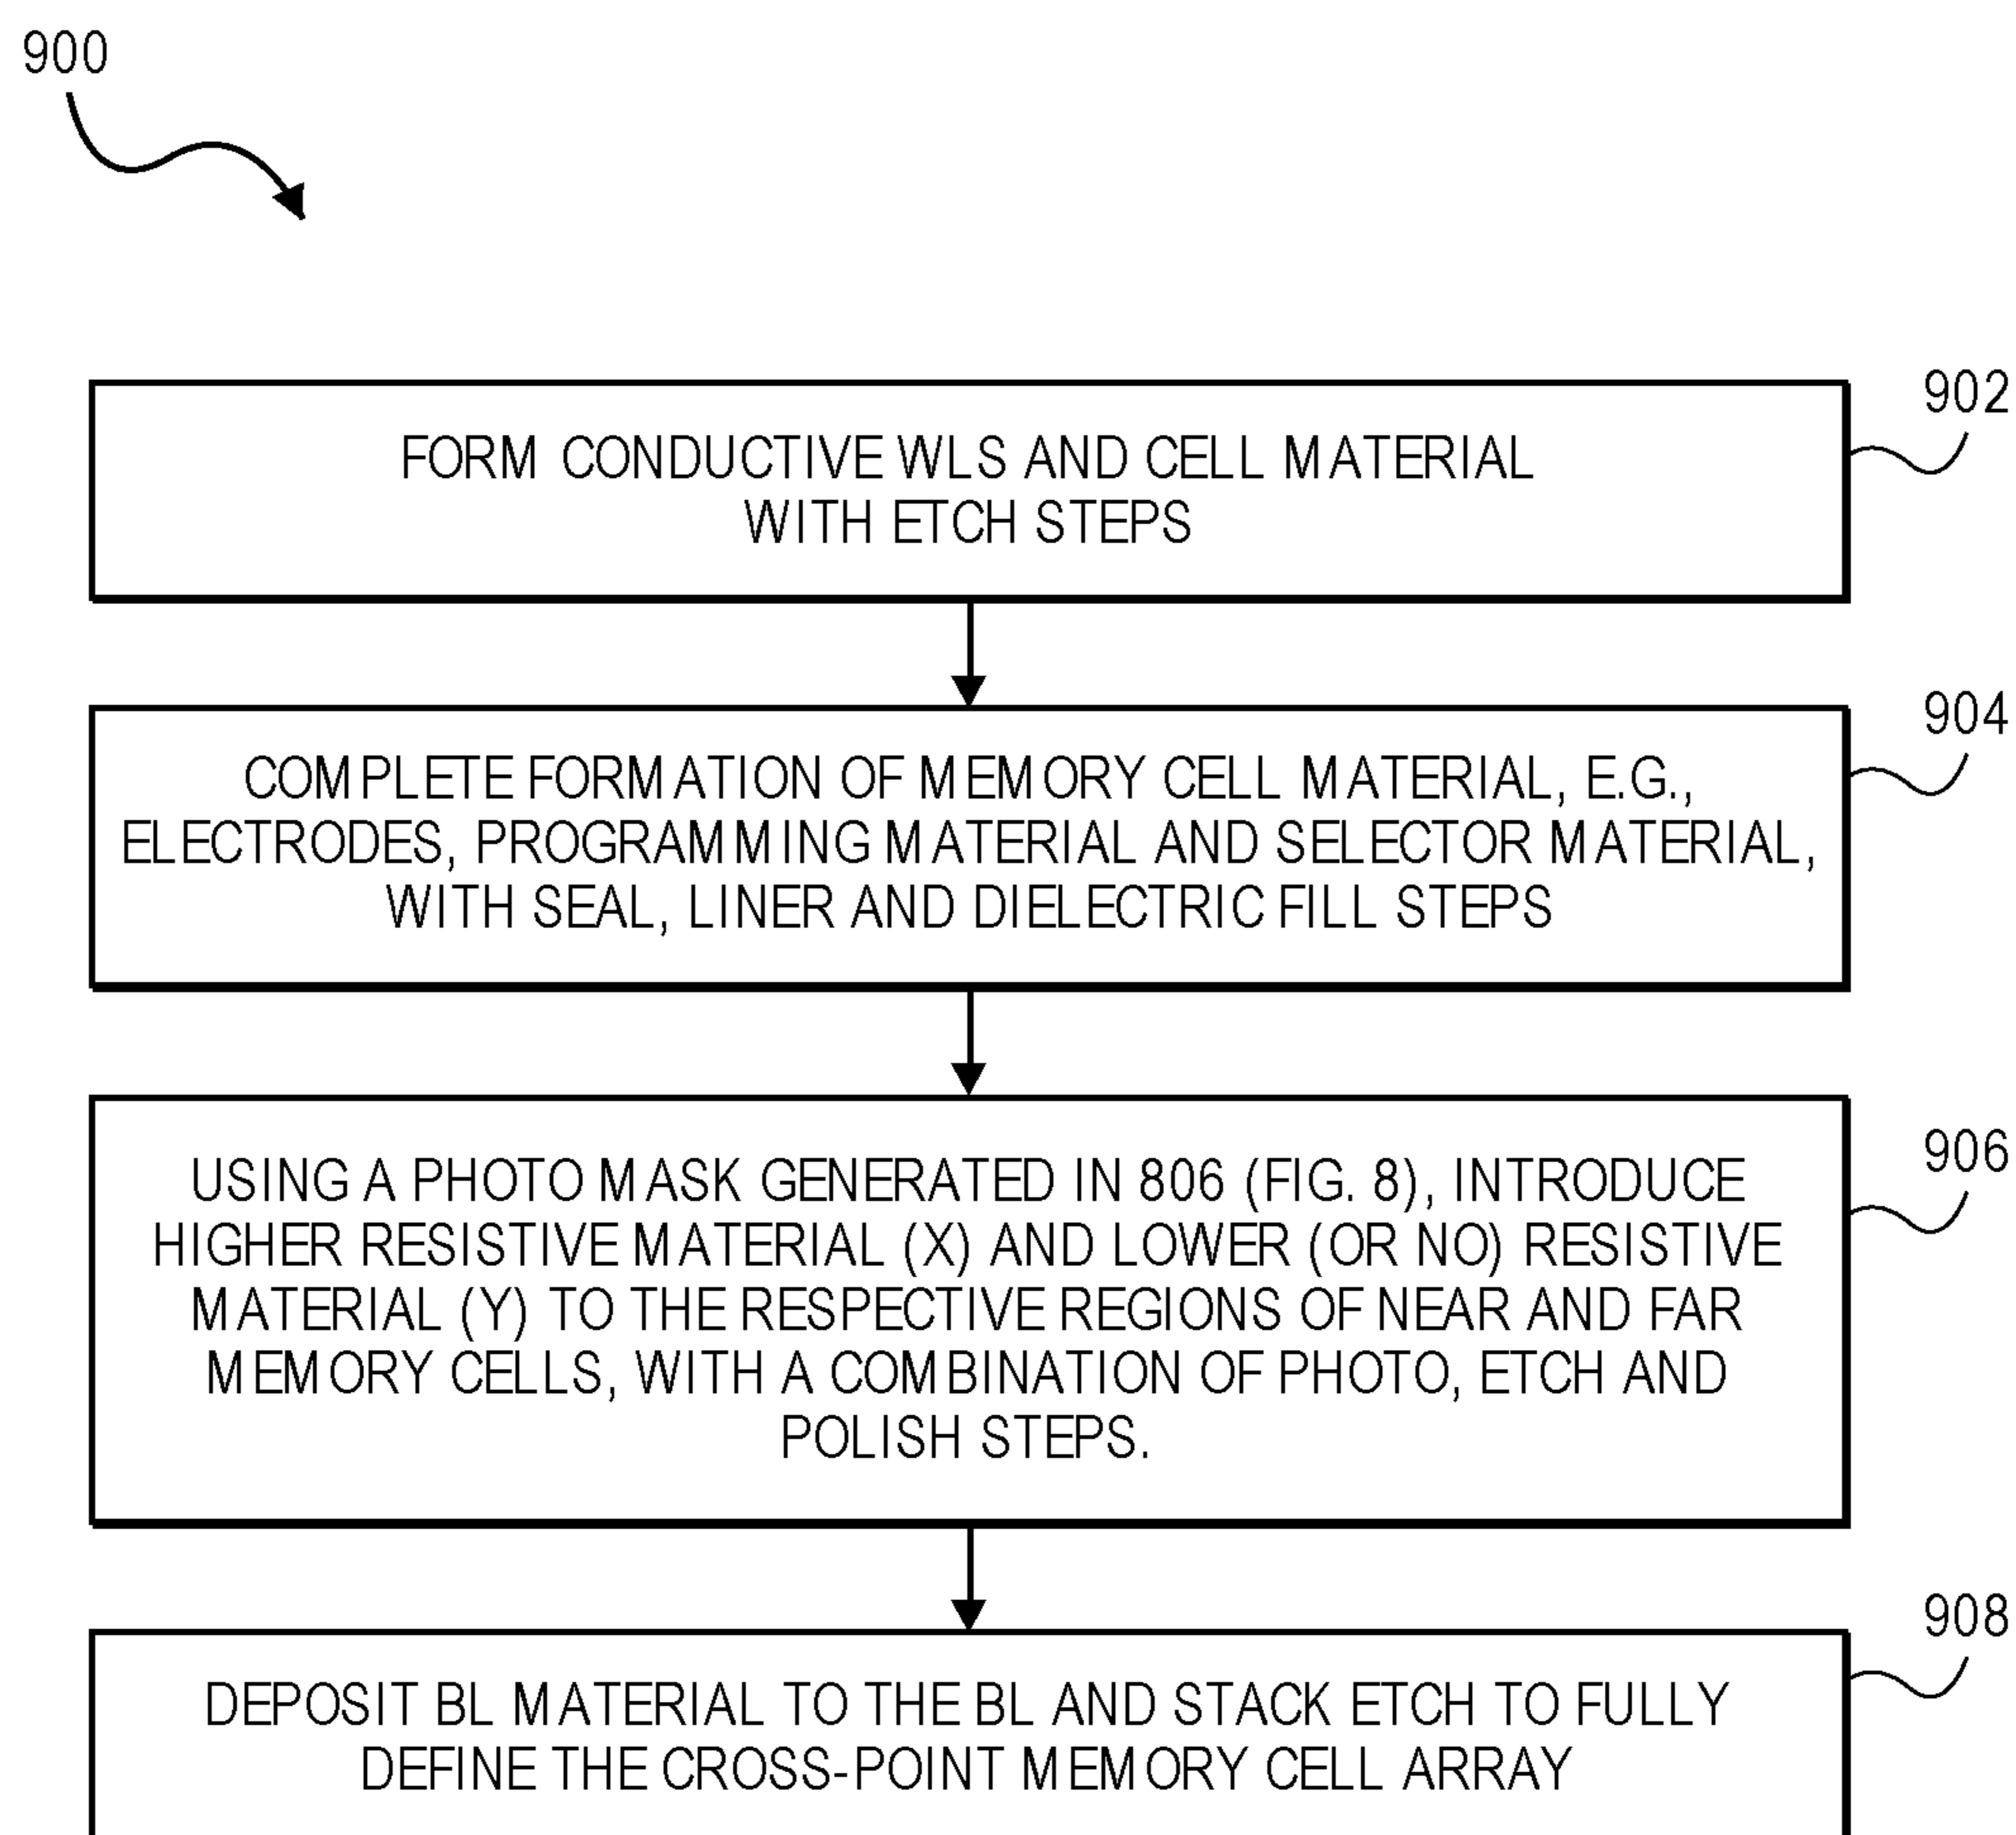 900
902
FORM CONDUCTIVE WLS AND CELL MATERIAL
WITH ETCH STEPS
904
COMPLETE FORMATION OF MEMORY CELL MATERIAL, E.G.,
ELECTRODES, PROGRAMMING MATERIAL AND SELECTOR MATERIAL,
WITH SEAL, LINER AND DIELECTRIC FILL STEPS
906
USING A PHOTO MASK GENERATED IN 806 (FIG. 8), INTRODUCE
HIGHER RESISTIVE MATERIAL (X) AND LOWER (OR NO) RESISTIVE
MATERIAL (Y) TO THE RESPECTIVE REGIONS OF NEAR AND FAR
MEMORY CELLS, WITH A COMBINATION OF PHOTO, ETCH AND
POLISH STEPS.
908
DEPOSIT BL MATERIAL TO THE BL AND STACK ETCH TO FULLY
DEFINE THE CROSS-POINT MEMORY CELL ARRAY